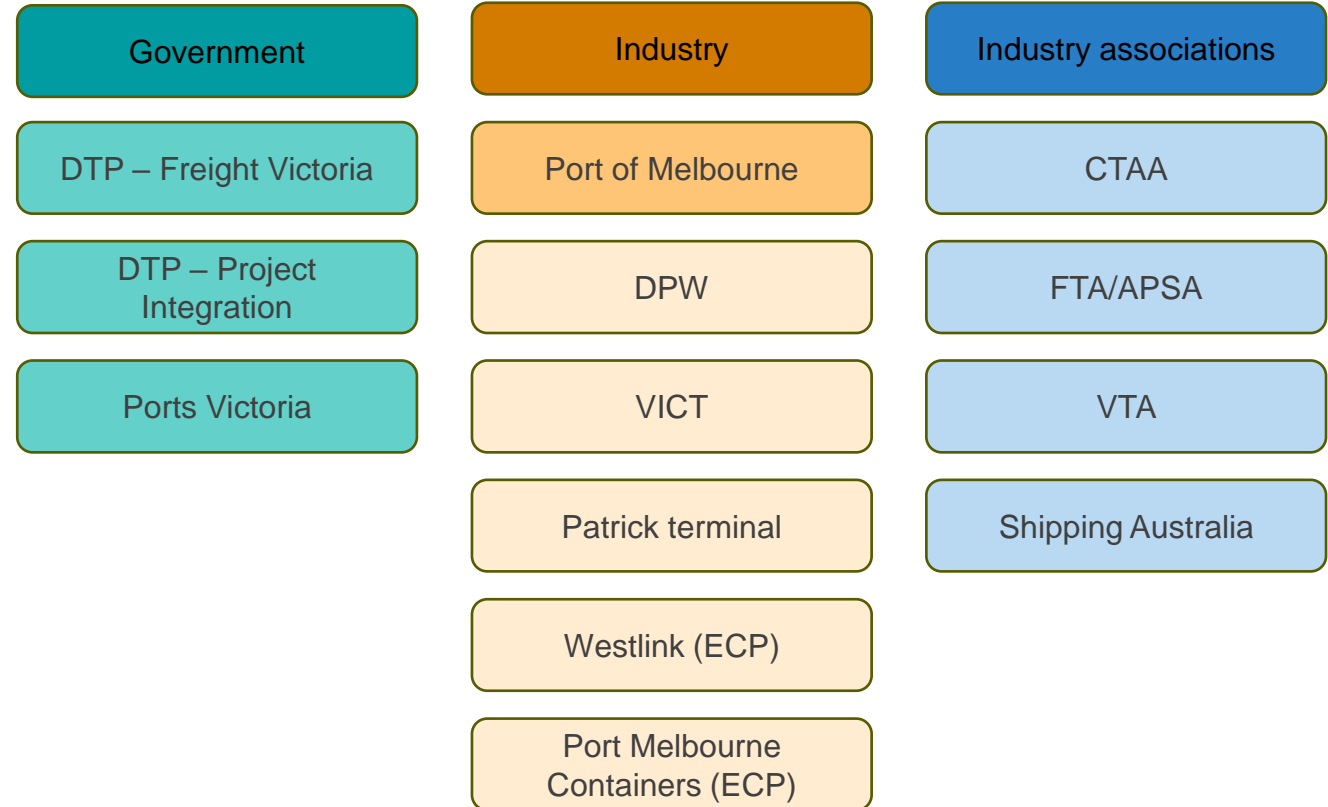 Government
DTP – Freight Victoria
DTP – Project
Integration
Ports Victoria
Industry
Port of Melbourne
DPW
VICT
Patrick terminal
Westlink (ECP)
Port Melbourne
Containers (ECP)
Industry associations
CTAA
FTA/APSA
VTA
Shipping Australia